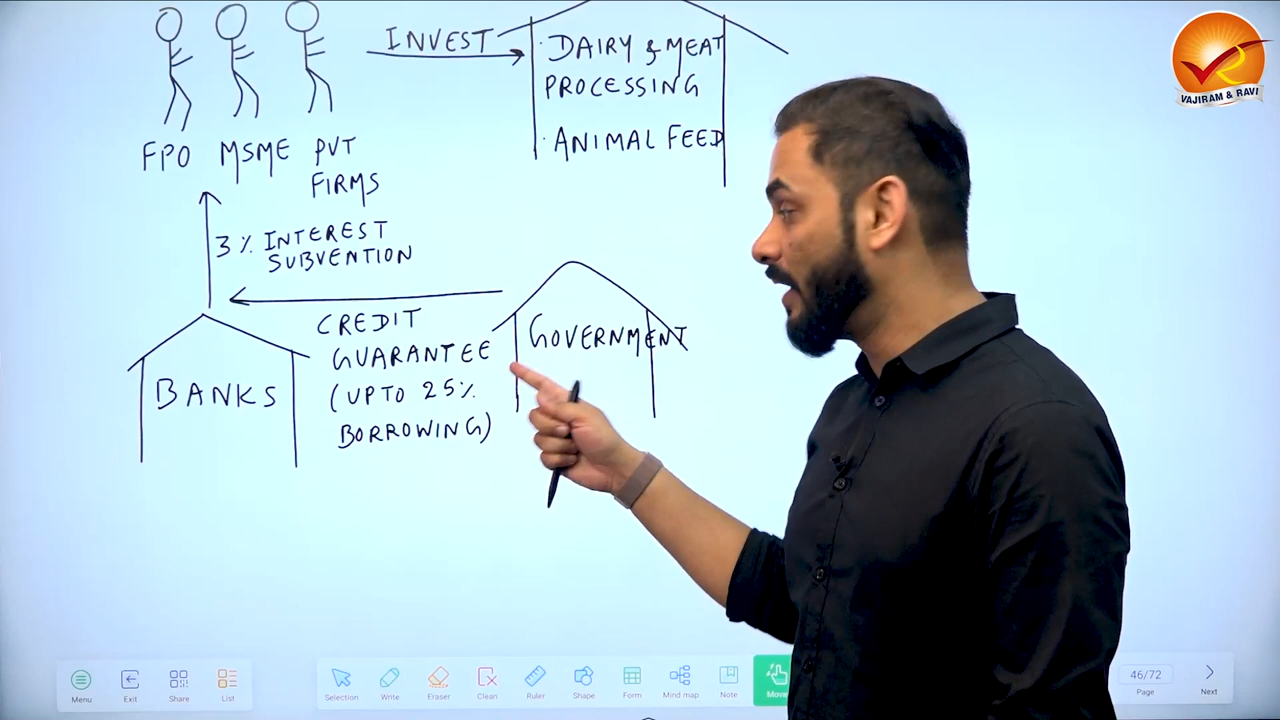 INVEST
· DAIRY & MEAT
PROCESSING
· ANIMAL FEED
FPO MSME PVT
FIRMS
3% INTEREST
SUBVENTION
CREDIT
GUARANTEE
(UPTO 25%
BORROWING)
GOVERNMENT
BANKS
VAJIRAM & RAVI
Menu
Exit
Share
List
Selection
Write
Eraser
Clean
Ruler
Shape
Form
Mind map
Note
Move
46/72
Page
Next